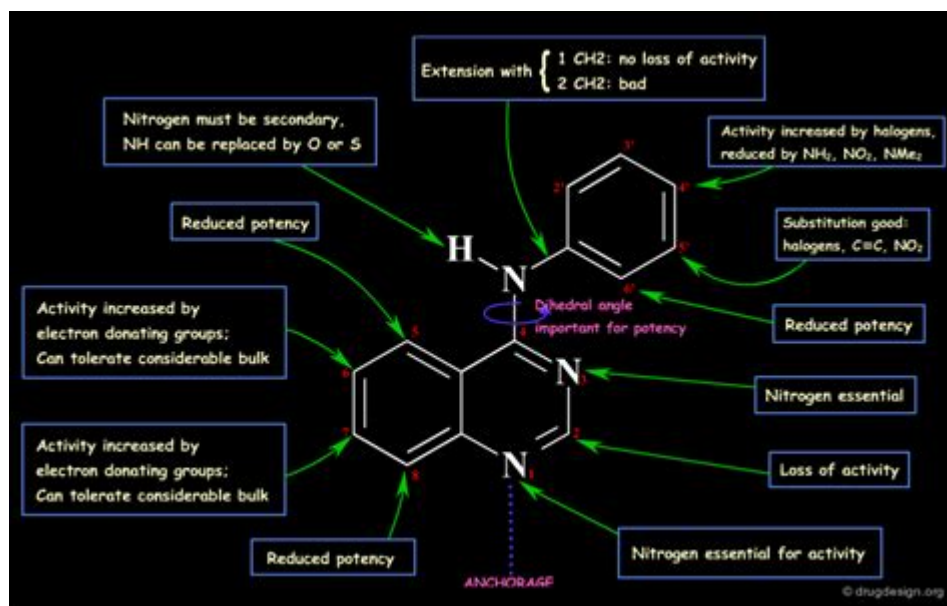 Extension with { 1 CH2: no loss of activity
2 CH2: bad
Nitrogen must be secondary,
NH can be replaced by O or S
Activity increased by halogens,
reduced by NH₂, NO₂, NMe₂
3'
2'
4'
Reduced potency
Substitution good:
halogens, C≡C, NO₂
5'
H
N
6'
Dihedral angle
important for potency
Reduced potency
Activity increased by
electron donating groups;
Can tolerate considerable bulk
5
4
6
N
3
Nitrogen essential
Activity increased by
electron donating groups;
Can tolerate considerable bulk
7
2
Loss of activity
8
N
1
Reduced potency
Nitrogen essential for activity
ANCHORAGE
© drugdesign.org